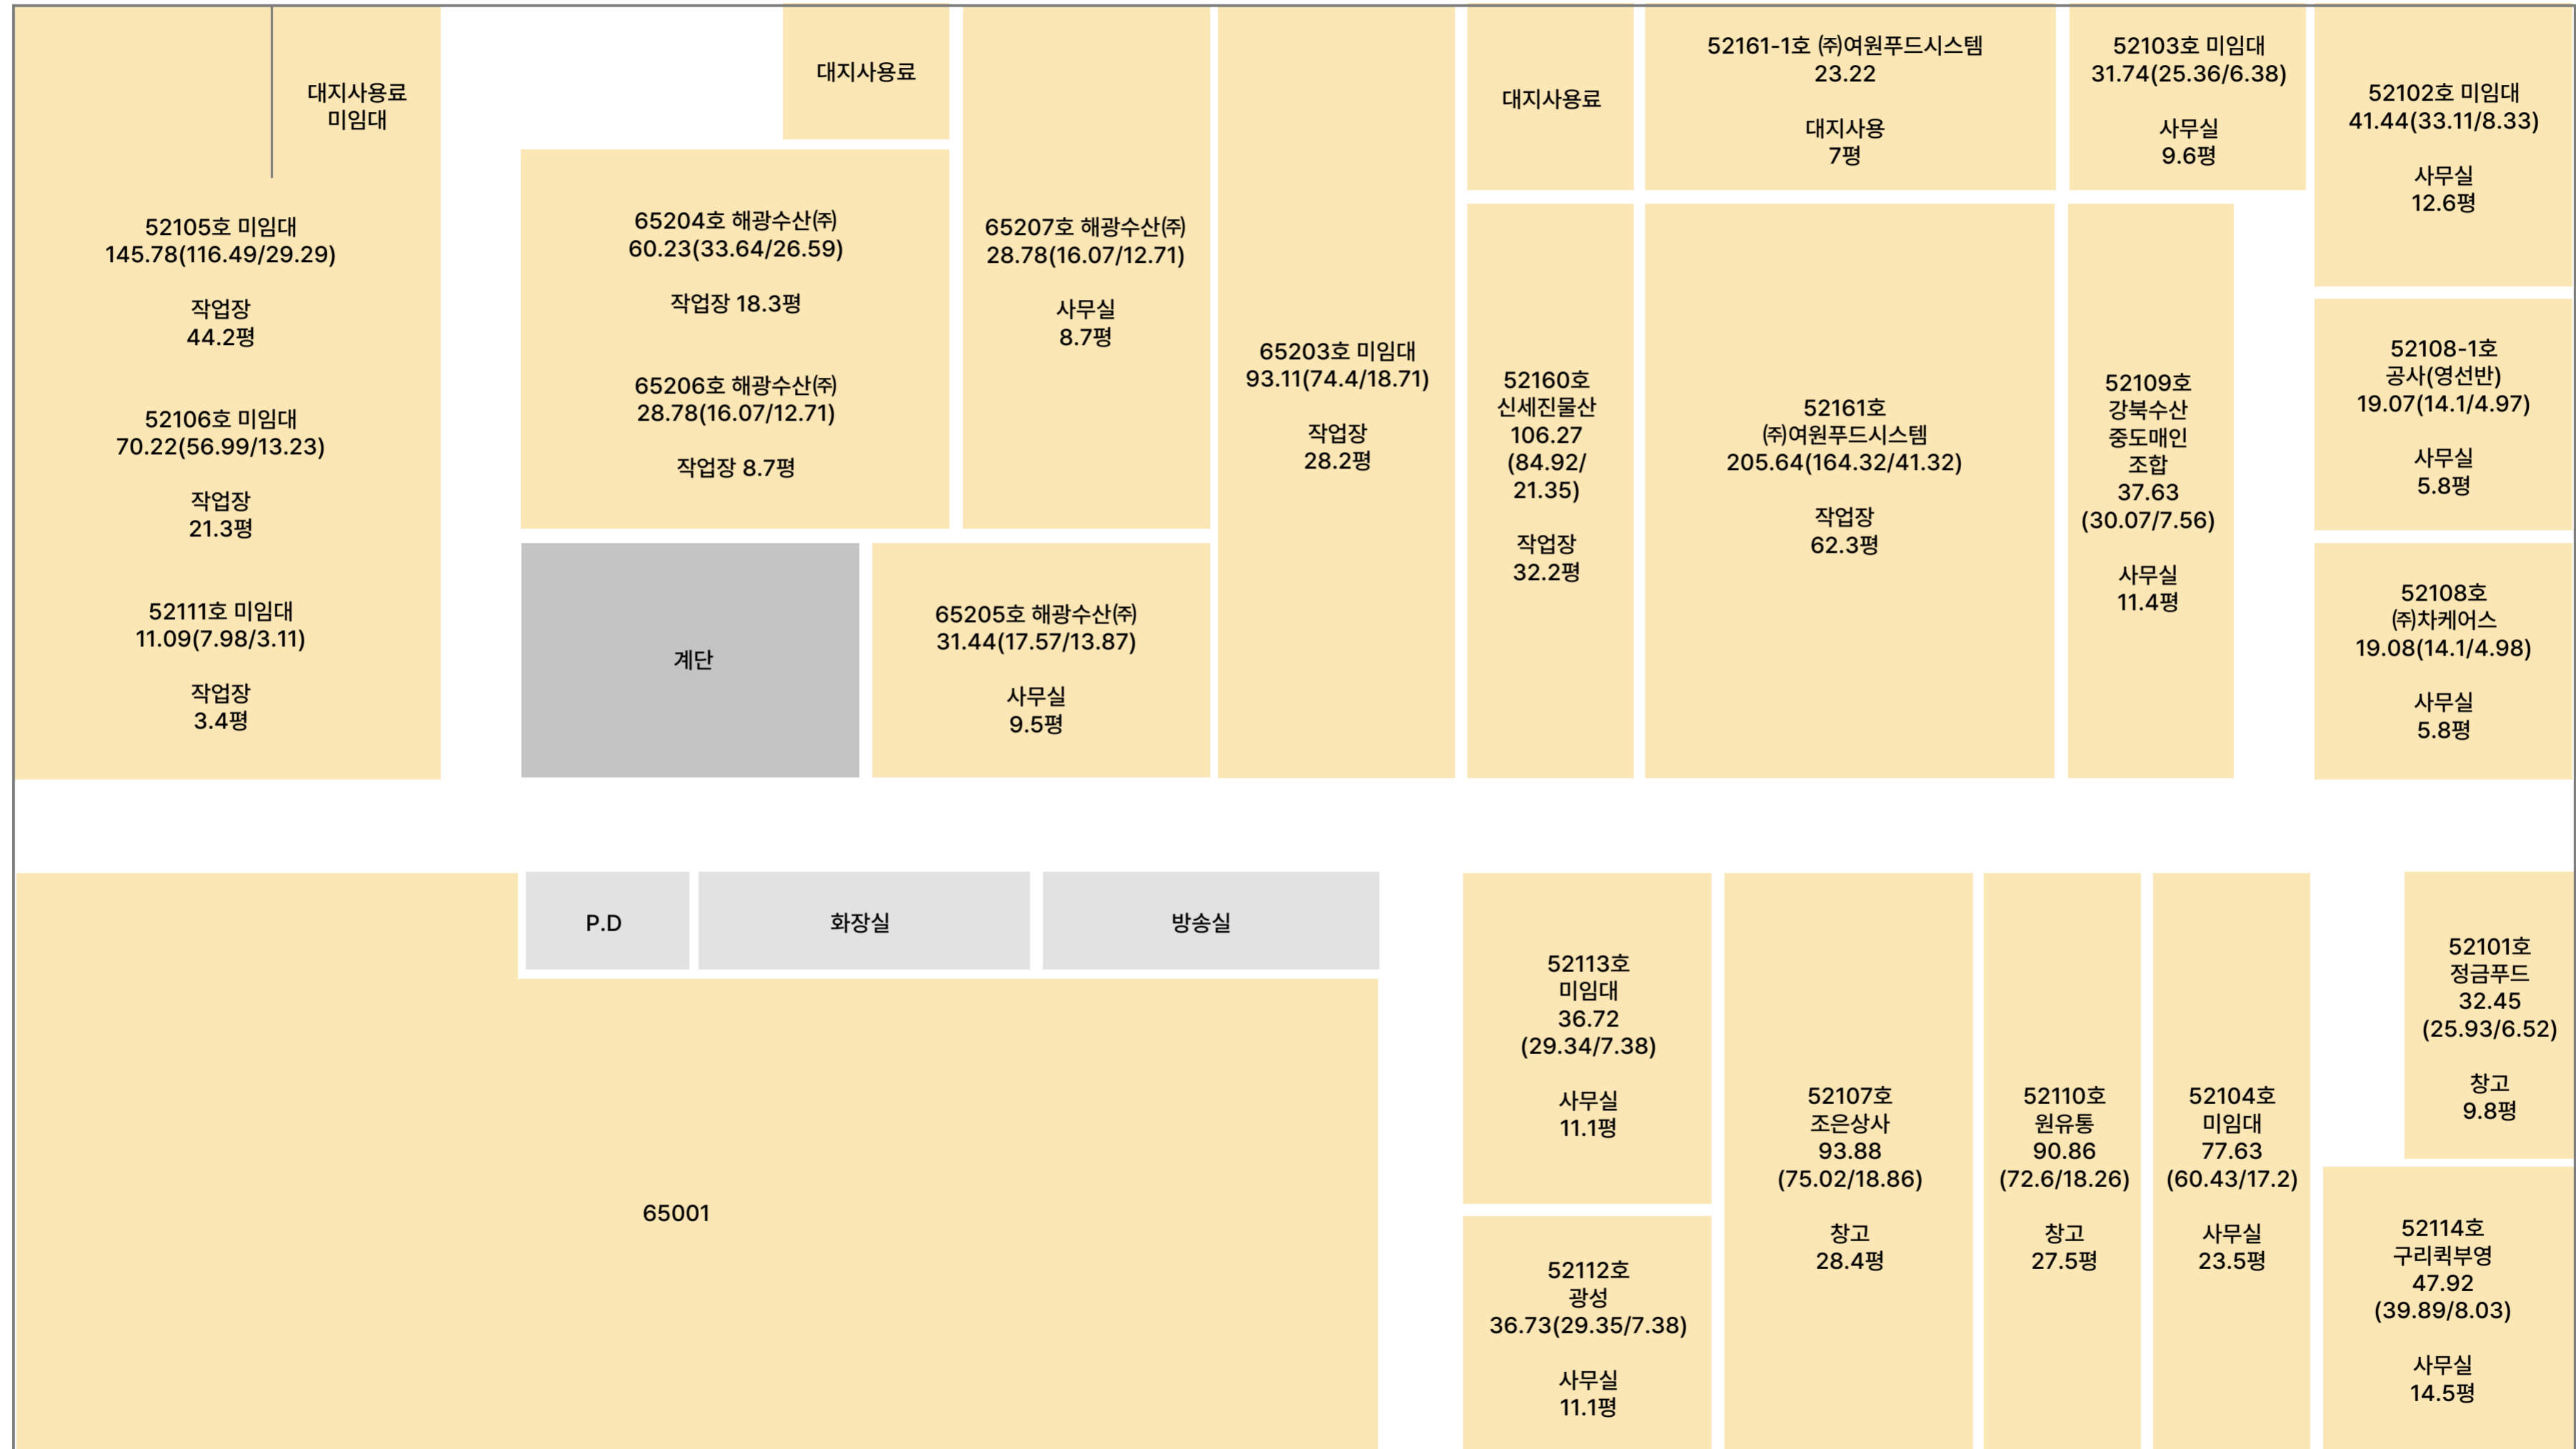 대지사용료
미임대
52105호 미임대
145.78(116.49/29.29)
작업장
44.2평
52106호 미임대
70.22(56.99/13.23)
작업장
21.3평
52111호 미임대
11.09(7.98/3.11)
작업장
3.4평
대지사용료
65204호 해광수산㈜
60.23(33.64/26.59)
작업장 18.3평
65206호 해광수산㈜
28.78(16.07/12.71)
작업장 8.7평
65207호 해광수산㈜
28.78(16.07/12.71)
사무실
8.7평
계단
65205호 해광수산㈜
31.44(17.57/13.87)
사무실
9.5평
65203호 미임대
93.11(74.4/18.71)
작업장
28.2평
대지사용료
52160호
신세진물산
106.27
(84.92/
21.35)
작업장
32.2평
52161-1호 ㈜여원푸드시스템
23.22
대지사용
7평
52161호
㈜여원푸드시스템
205.64(164.32/41.32)
작업장
62.3평
52103호 미임대
31.74(25.36/6.38)
사무실
9.6평
52109호
강북수산
중도매인
조합
37.63
(30.07/7.56)
사무실
11.4평
52102호 미임대
41.44(33.11/8.33)
사무실
12.6평
52108-1호
공사(영선반)
19.07(14.1/4.97)
사무실
5.8평
52108호
㈜차케어스
19.08(14.1/4.98)
사무실
5.8평
P.D
화장실
방송실
65001
52113호
미임대
36.72
(29.34/7.38)
사무실
11.1평
52112호
광성
36.73(29.35/7.38)
사무실
11.1평
52107호
조은상사
93.88
(75.02/18.86)
창고
28.4평
52110호
원유통
90.86
(72.6/18.26)
창고
27.5평
52104호
미임대
77.63
(60.43/17.2)
사무실
23.5평
52101호
정금푸드
32.45
(25.93/6.52)
창고
9.8평
52114호
구리퀵부영
47.92
(39.89/8.03)
사무실
14.5평